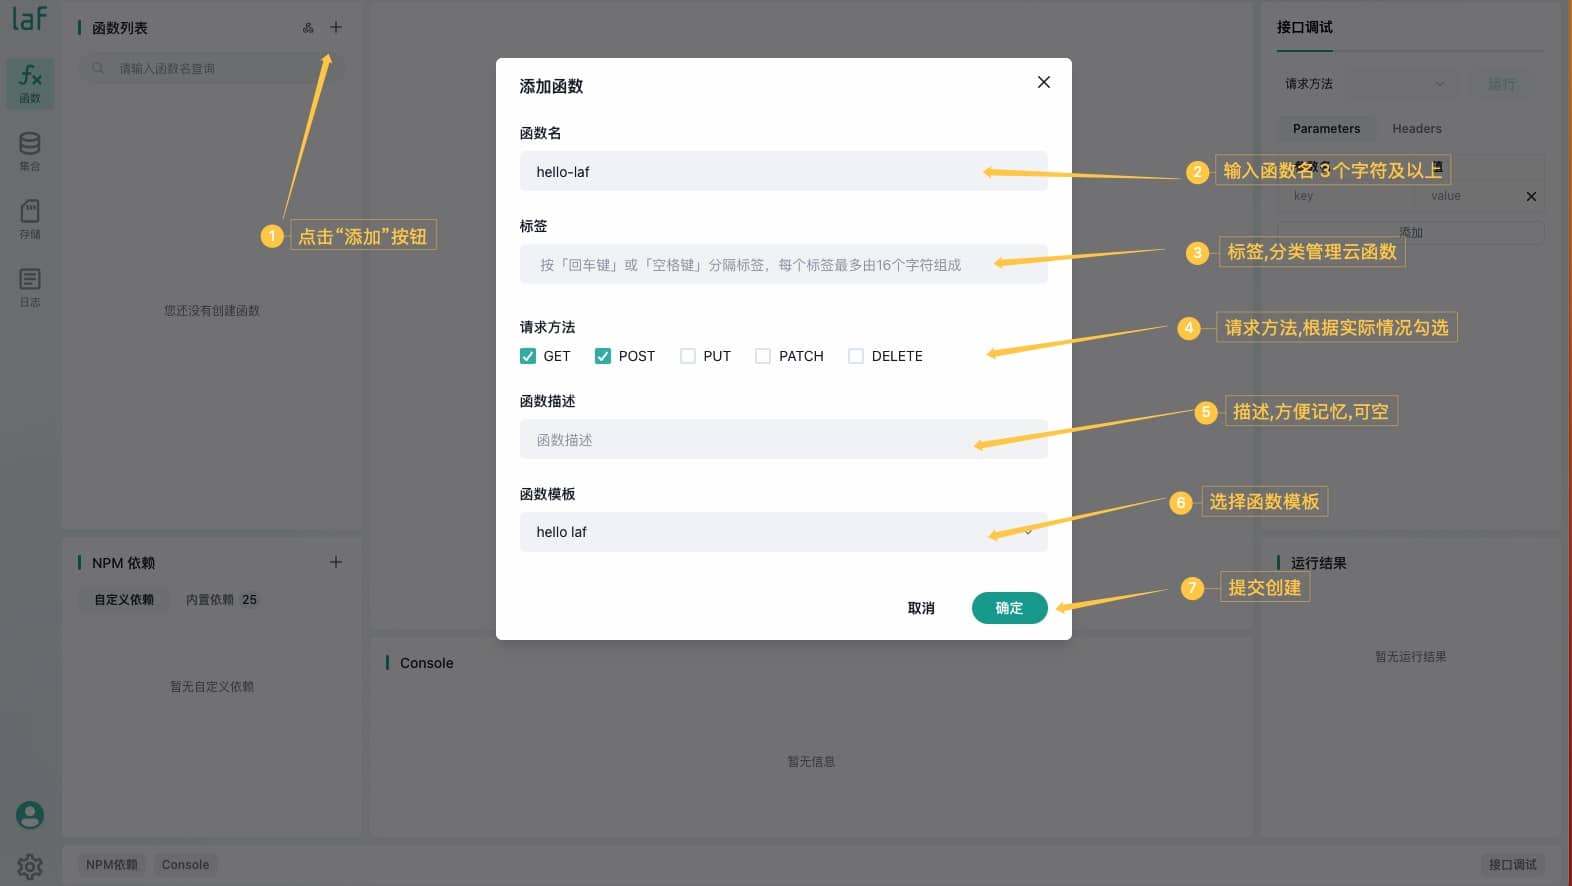 laf
函数
集合
存储
日志
函数列表
请输入函数名查询
1 点击“添加”按钮
您还没有创建函数
NPM 依赖
自定义依赖 内置依赖 25
暂无自定义依赖
添加函数
函数名
hello-laf
标签
按「回车键」或「空格键」分隔标签，每个标签最多由16个字符组成
请求方法
GET POST PUT PATCH DELETE
函数描述
函数描述
函数模板
hello laf
取消 确定
Console
暂无信息
接口调试
请求方法 运行
Parameters Headers
2 输入函数名 3个字符及以上
值
key value
添加
3 标签,分类管理云函数
4 请求方法,根据实际情况勾选
5 描述,方便记忆,可空
6 选择函数模板
7 提交创建
运行结果
暂无运行结果
NPM依赖 Console 接口调试